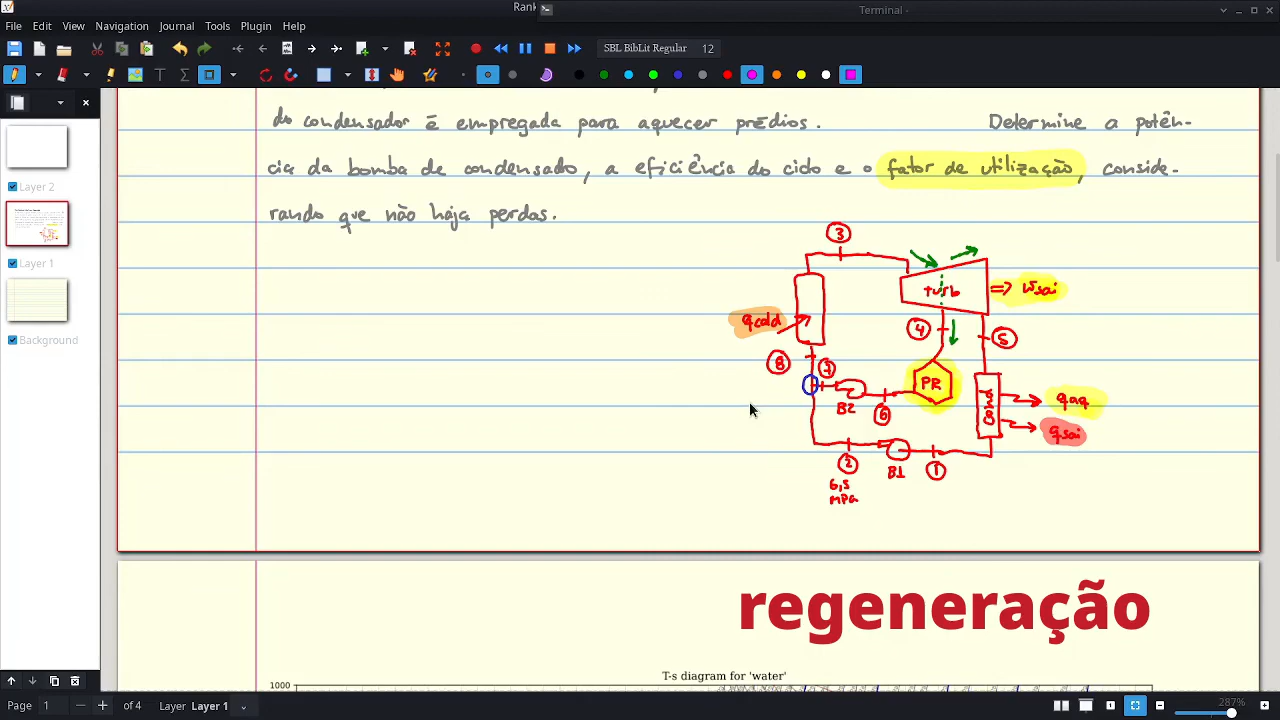 Rank
Terminal -
File Edit View Navigation Journal Tools Plugin Help
SBL BibLit Regular 12
Layer 2
Layer 1
Background
do condensador é empregada para aquecer prédios. Determine a potên-
cia da bomba de condensado, a eficiência do ciclo e o fator de utilização, conside-
rando que não haja perdas.
3
turb => wsai
qcald
4
5
8
7
PR
B2
6
cond
qaq
qsai
2
B1
1
6,5
MPa
regeneração
T-s diagram for 'water'
1000
Page 1 of 4 Layer Layer 1
287%